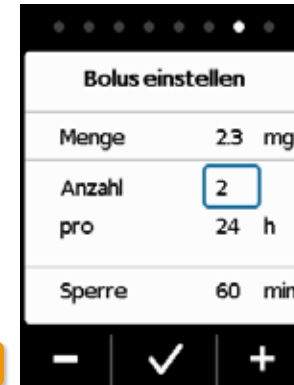 Bolus einstellen
Menge 2.3 mg
Anzahl 2
pro 24 h
Sperre 60 min